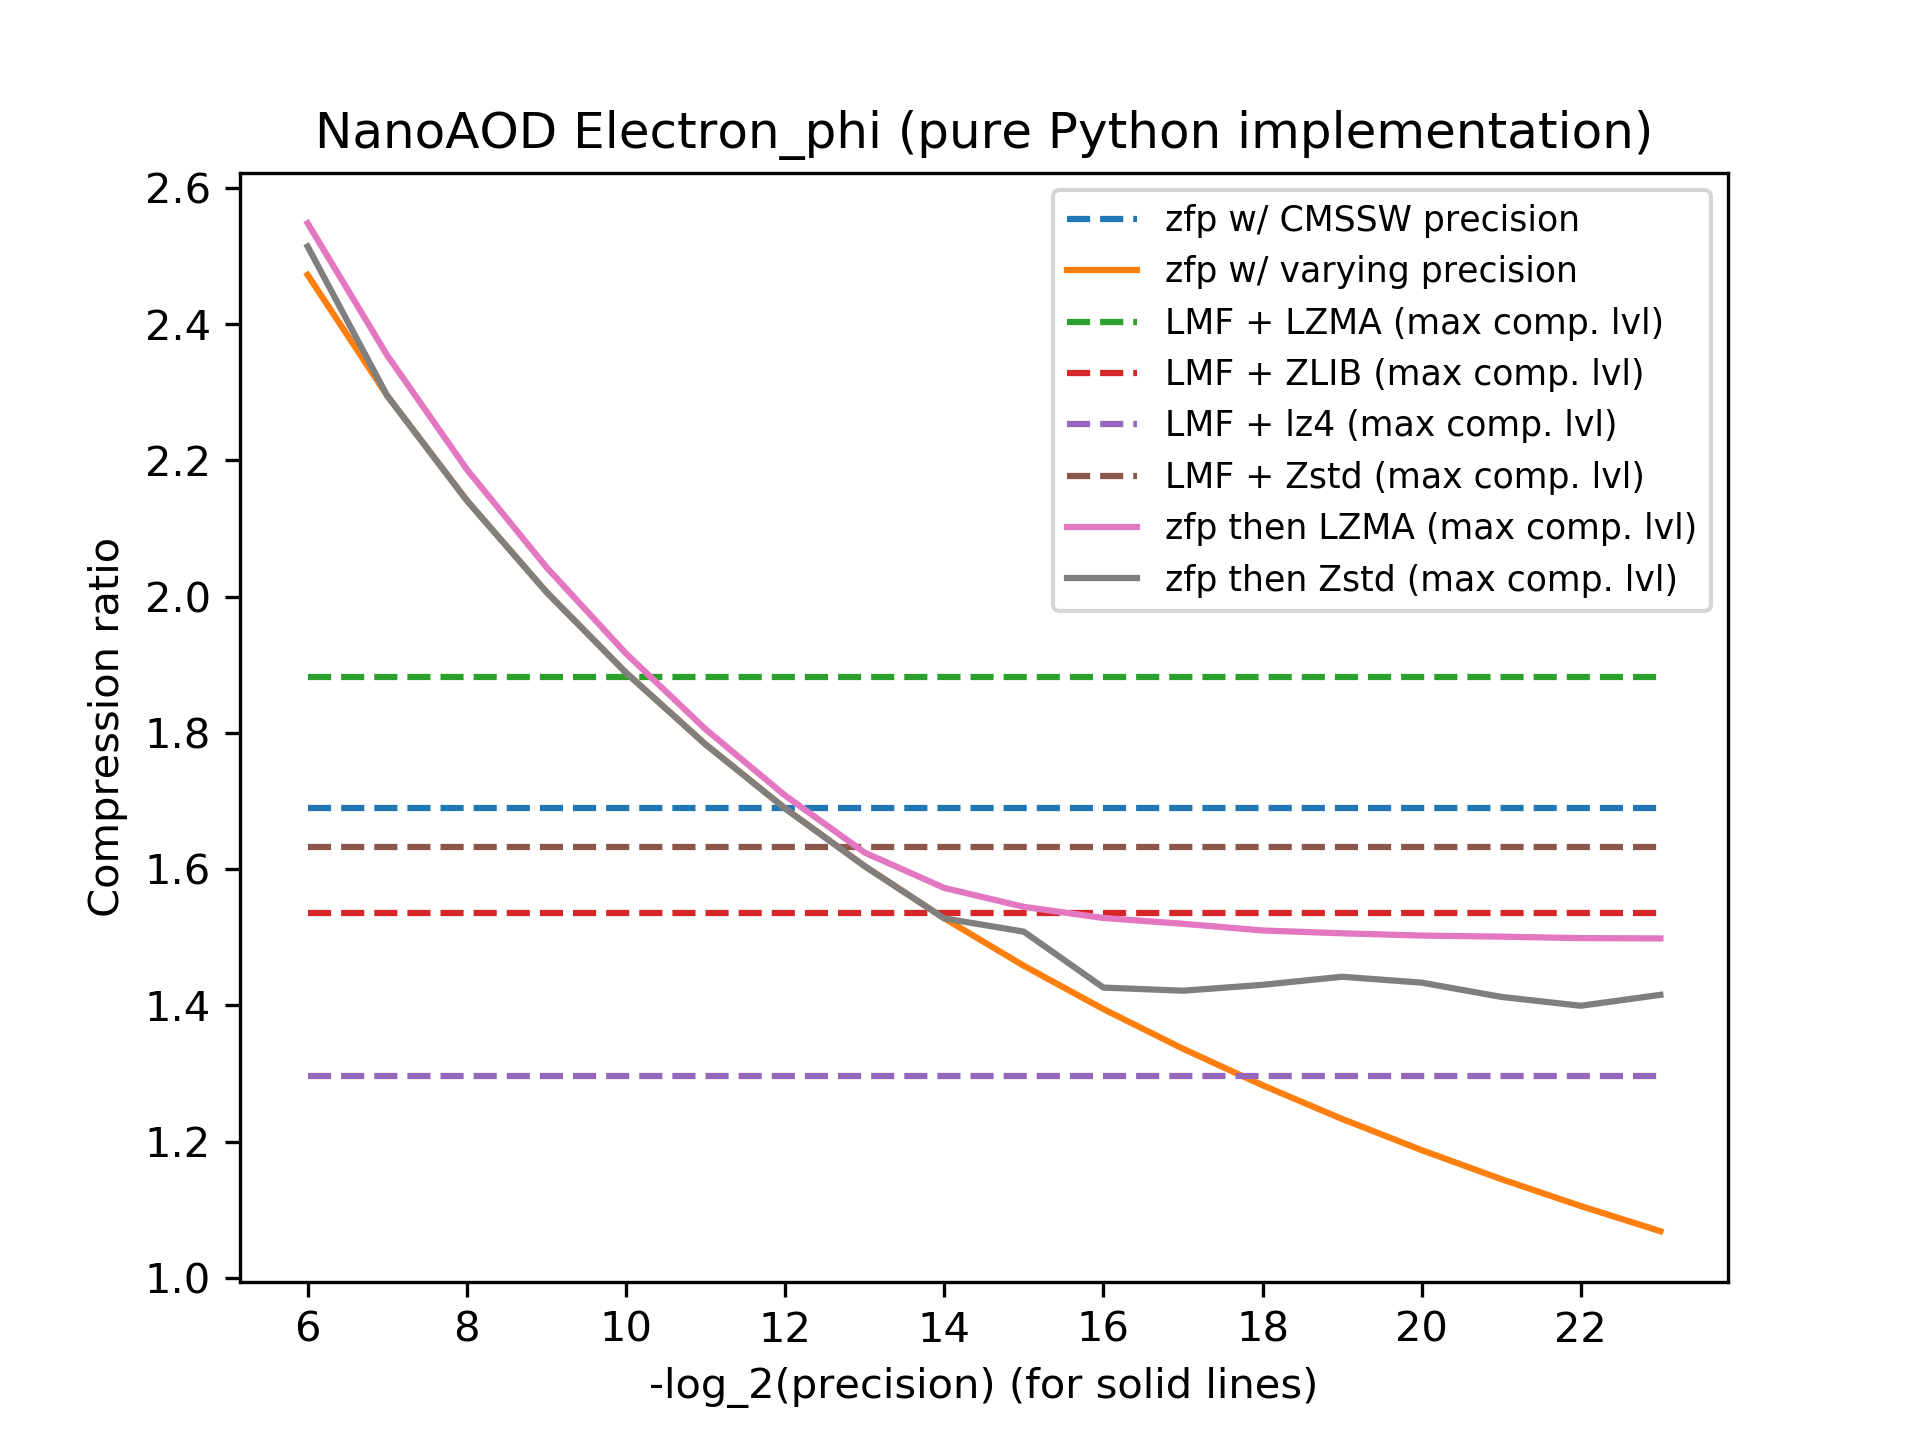 NanoAOD Electron_phi (pure Python implementation)
2.6
2.4
2.2
2.0
1.8
1.6
1.4
1.2
1.0
Compression ratio
zfp w/ CMSSW precision
zfp w/ varying precision
LMF + LZMA (max comp. lvl)
LMF + ZLIB (max comp. lvl)
LMF + lz4 (max comp. lvl)
LMF + Zstd (max comp. lvl)
zfp then LZMA (max comp. lvl)
zfp then Zstd (max comp. lvl)
6 8 10 12 14 16 18 20 22
-log_2(precision) (for solid lines)